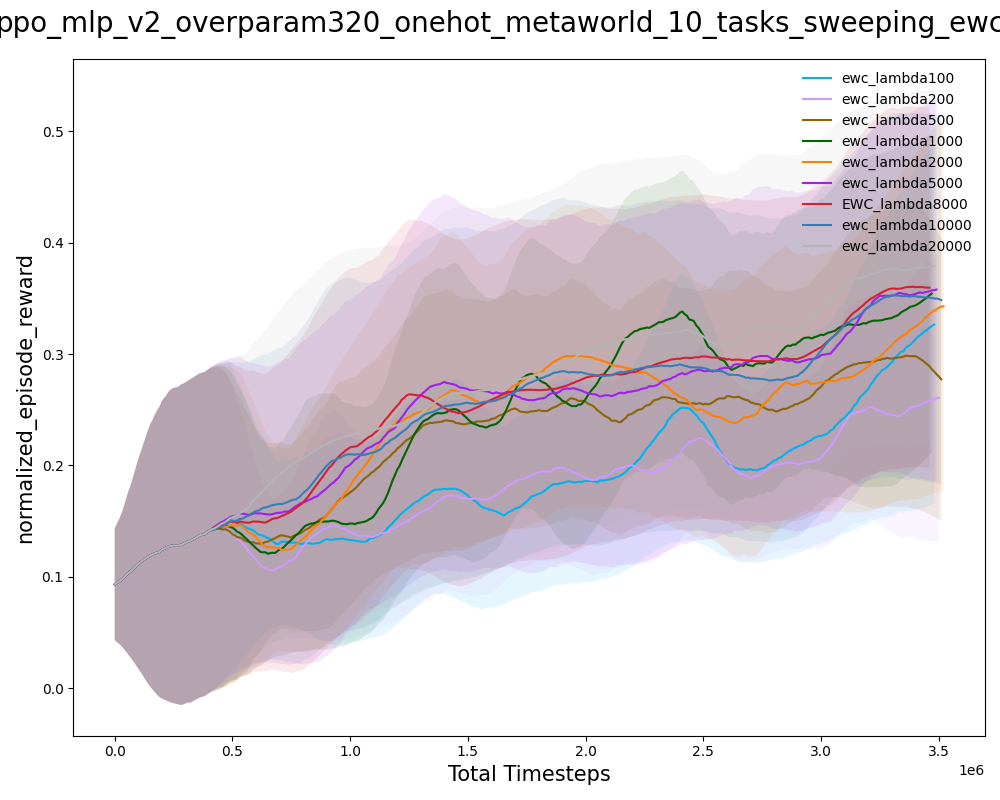 ppo_mlp_v2_overparam320_onehot_metaworld_10_tasks_sweeping_ewc
ewc_lambda100
ewc_lambda200
ewc_lambda500
ewc_lambda1000
ewc_lambda2000
ewc_lambda5000
EWC_lambda8000
ewc_lambda10000
ewc_lambda20000
normalized_episode_reward
0.5
0.4
0.3
0.2
0.1
0.0
0.0 0.5 1.0 1.5 2.0 2.5 3.0 3.5
1e6
Total Timesteps